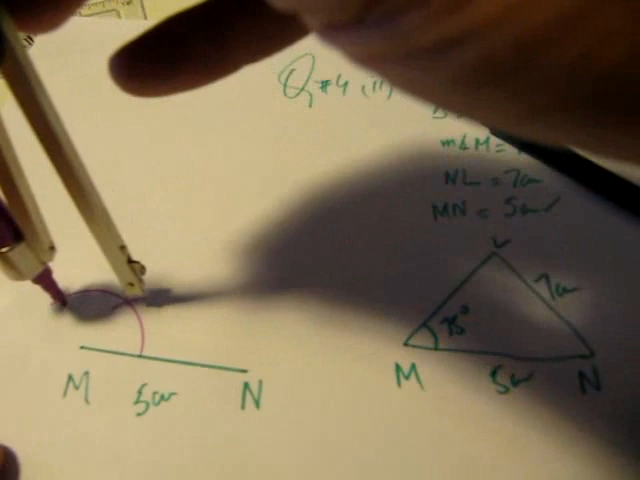 Q #4 (ii)
m∠M =
NL = 7cm
MN = 5cm
L
7cm
75°
M
5cm
N
M
5cm
N